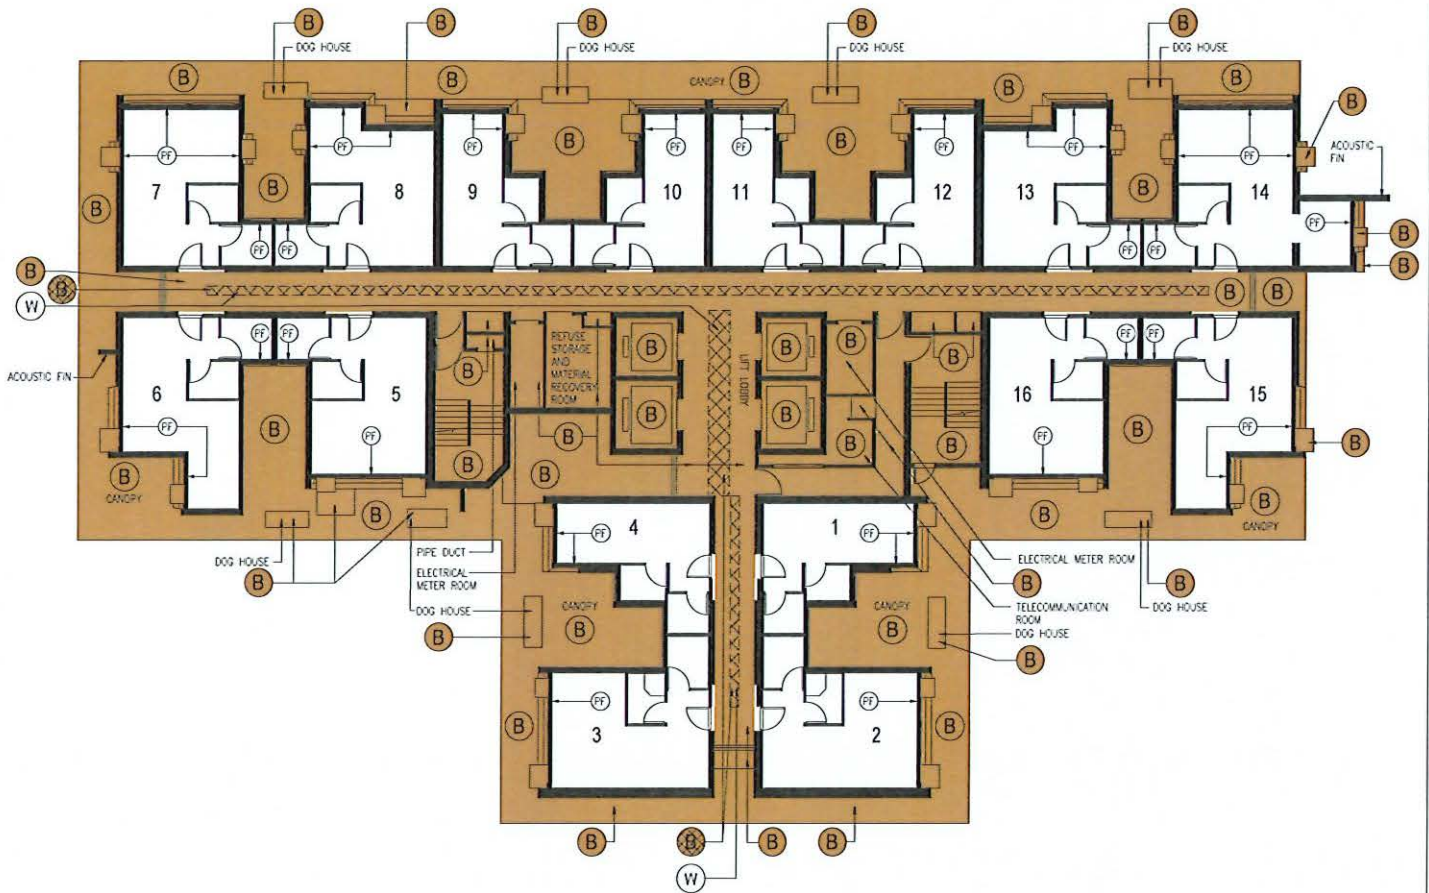 B B B B B
DOG HOUSE DOG HOUSE DOG HOUSE DOG HOUSE
B B CANOPY B B B
B
ACOUSTIC
FIN
PF PF PF PF PF PF PF PF
B B
7 8 9 10 11 12 13 14
B B B
PF PF PF PF PF
B
B B
B B B
W
PF PF PF PF
REFUSE
STORAGE
AND
MATERIAL
RECOVERY
ROOM
B B B B B
LIFT LOBBY
ACOUSTIC FIN
6 5 16 15
B B B B
PF PF PF PF
B B B B B B
B B B
CANOPY CANOPY
B B
4 1
PF PF
DOG HOUSE
PIPE DUCT
ELECTRICAL
METER ROOM
ELECTRICAL METER ROOM
B B B
DOG HOUSE
CANOPY CANOPY
TELECOMMUNICATION
ROOM
DOG HOUSE
DOG HOUSE
B B B
B
PF PF
B 3 2 B
B B B B
W